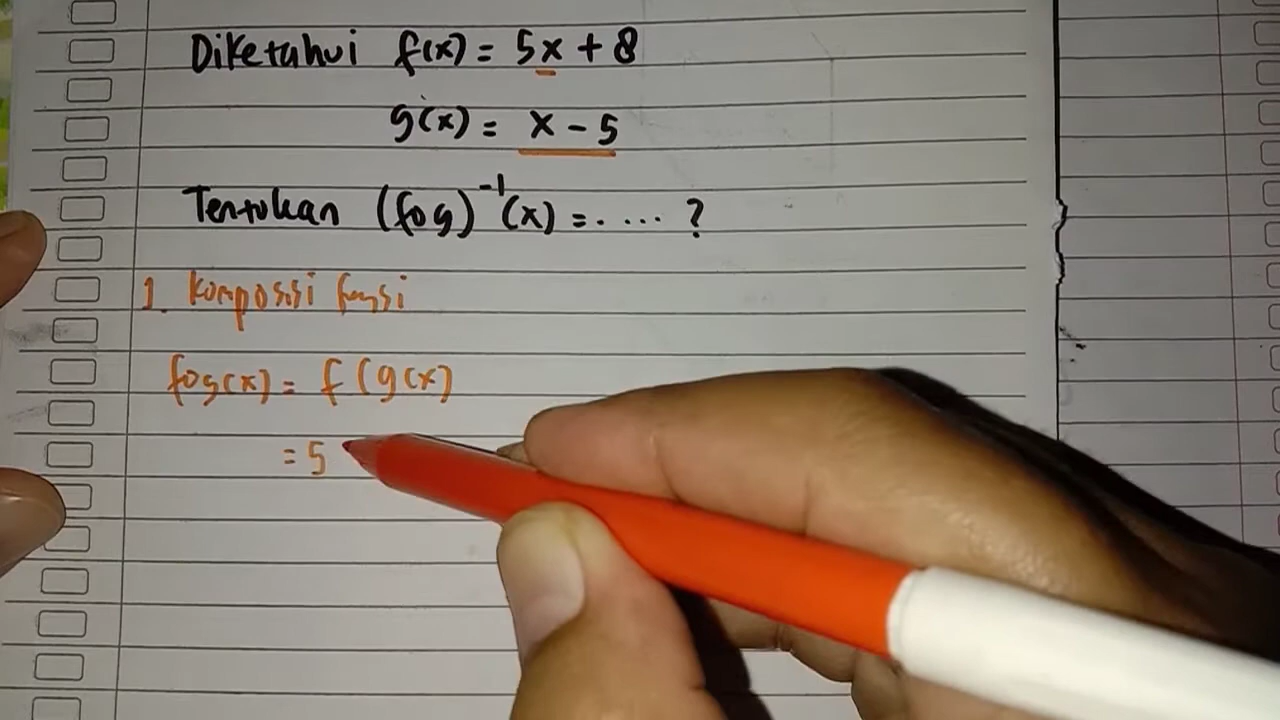 Diketahui f(x) = 5x + 8
g(x) = x - 5
Tentukan (fog)⁻¹(x) = . ... ?
1. Komposisi fungsi
fog(x) = f(g(x)
= 5